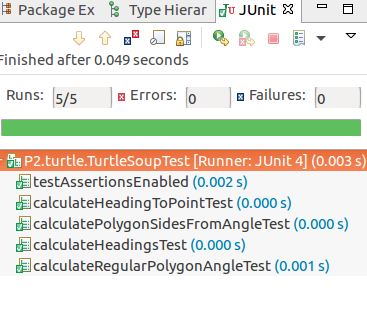 Package Ex Type Hierar JUnit
Finished after 0.049 seconds
Runs: 5/5 Errors: 0 Failures: 0
P2.turtle.TurtleSoupTest [Runner: JUnit 4] (0.003 s)
testAssertionsEnabled (0.002 s)
calculateHeadingToPointTest (0.000 s)
calculatePolygonSidesFromAngleTest (0.000 s)
calculateHeadingsTest (0.000 s)
calculateRegularPolygonAngleTest (0.001 s)